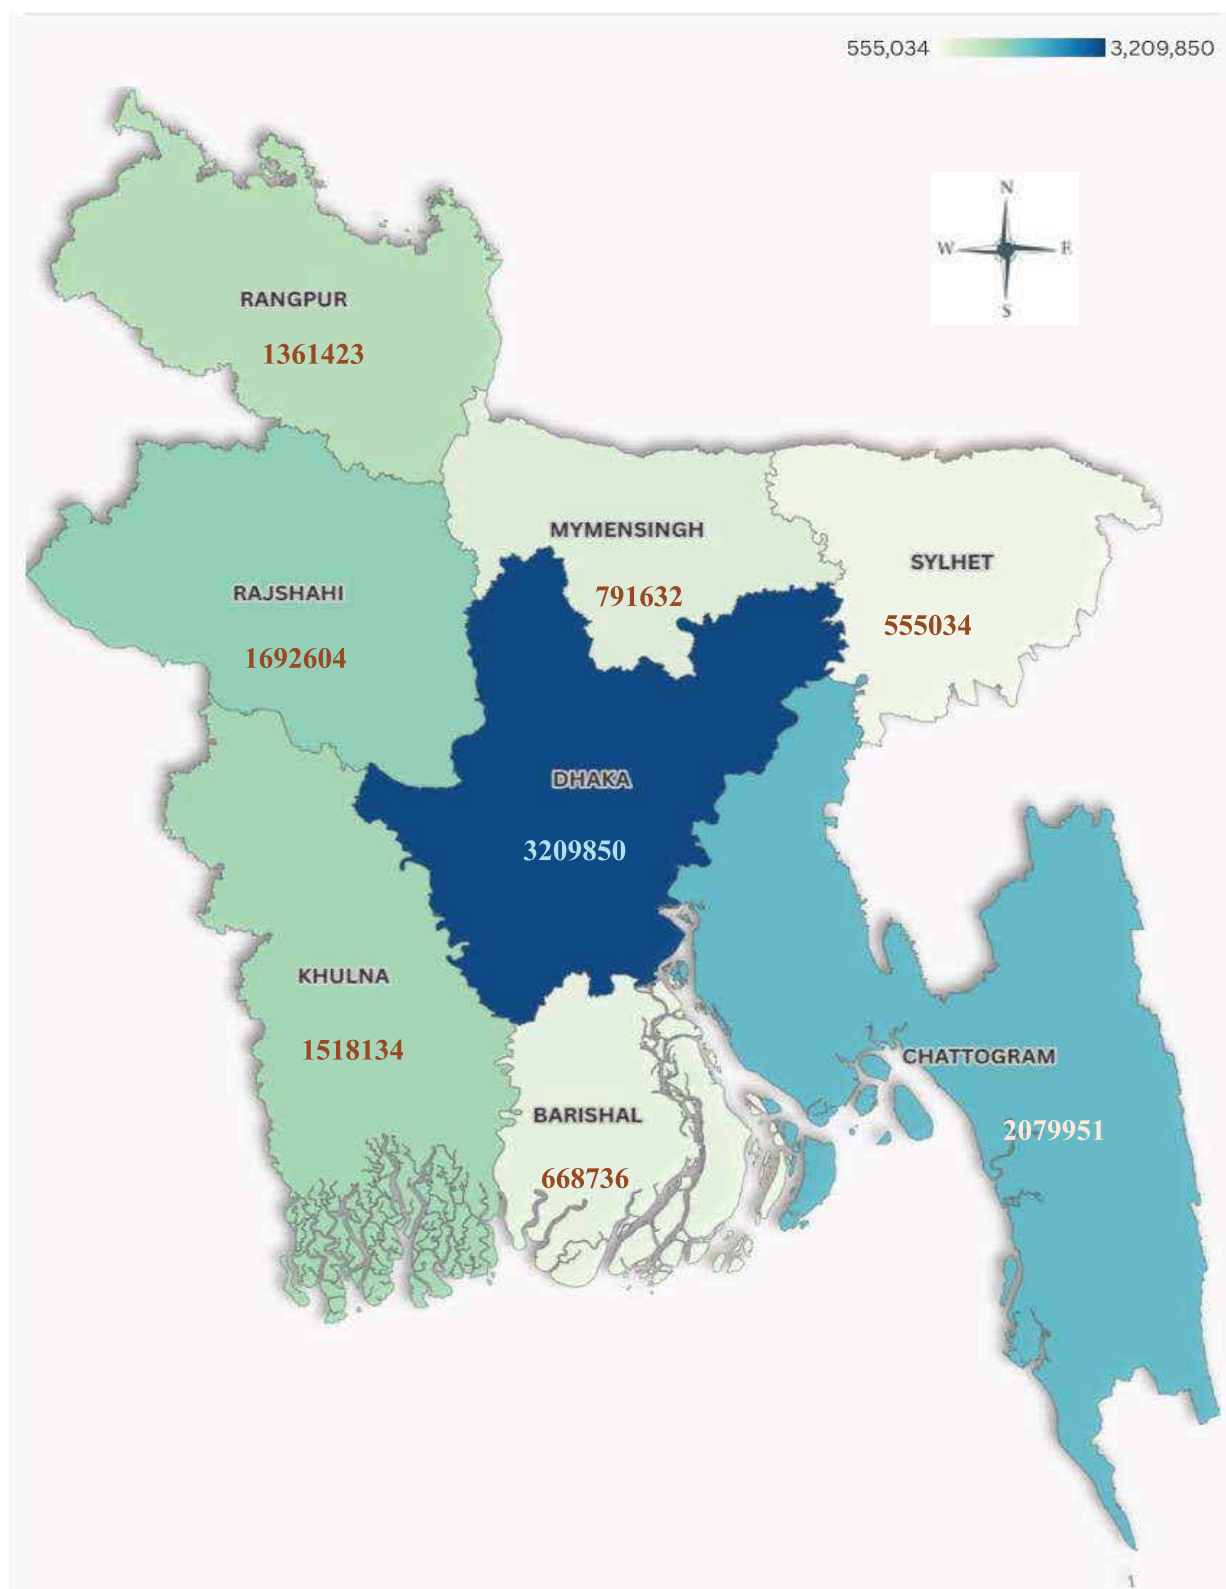 555,034 3,209,850
N
W E
S
RANGPUR
1361423
MYMENSINGH
791632
SYLHET
555034
RAJSHAHI
1692604
DHAKA
3209850
KHULNA
1518134
CHATTOGRAM
2079951
BARISHAL
668736